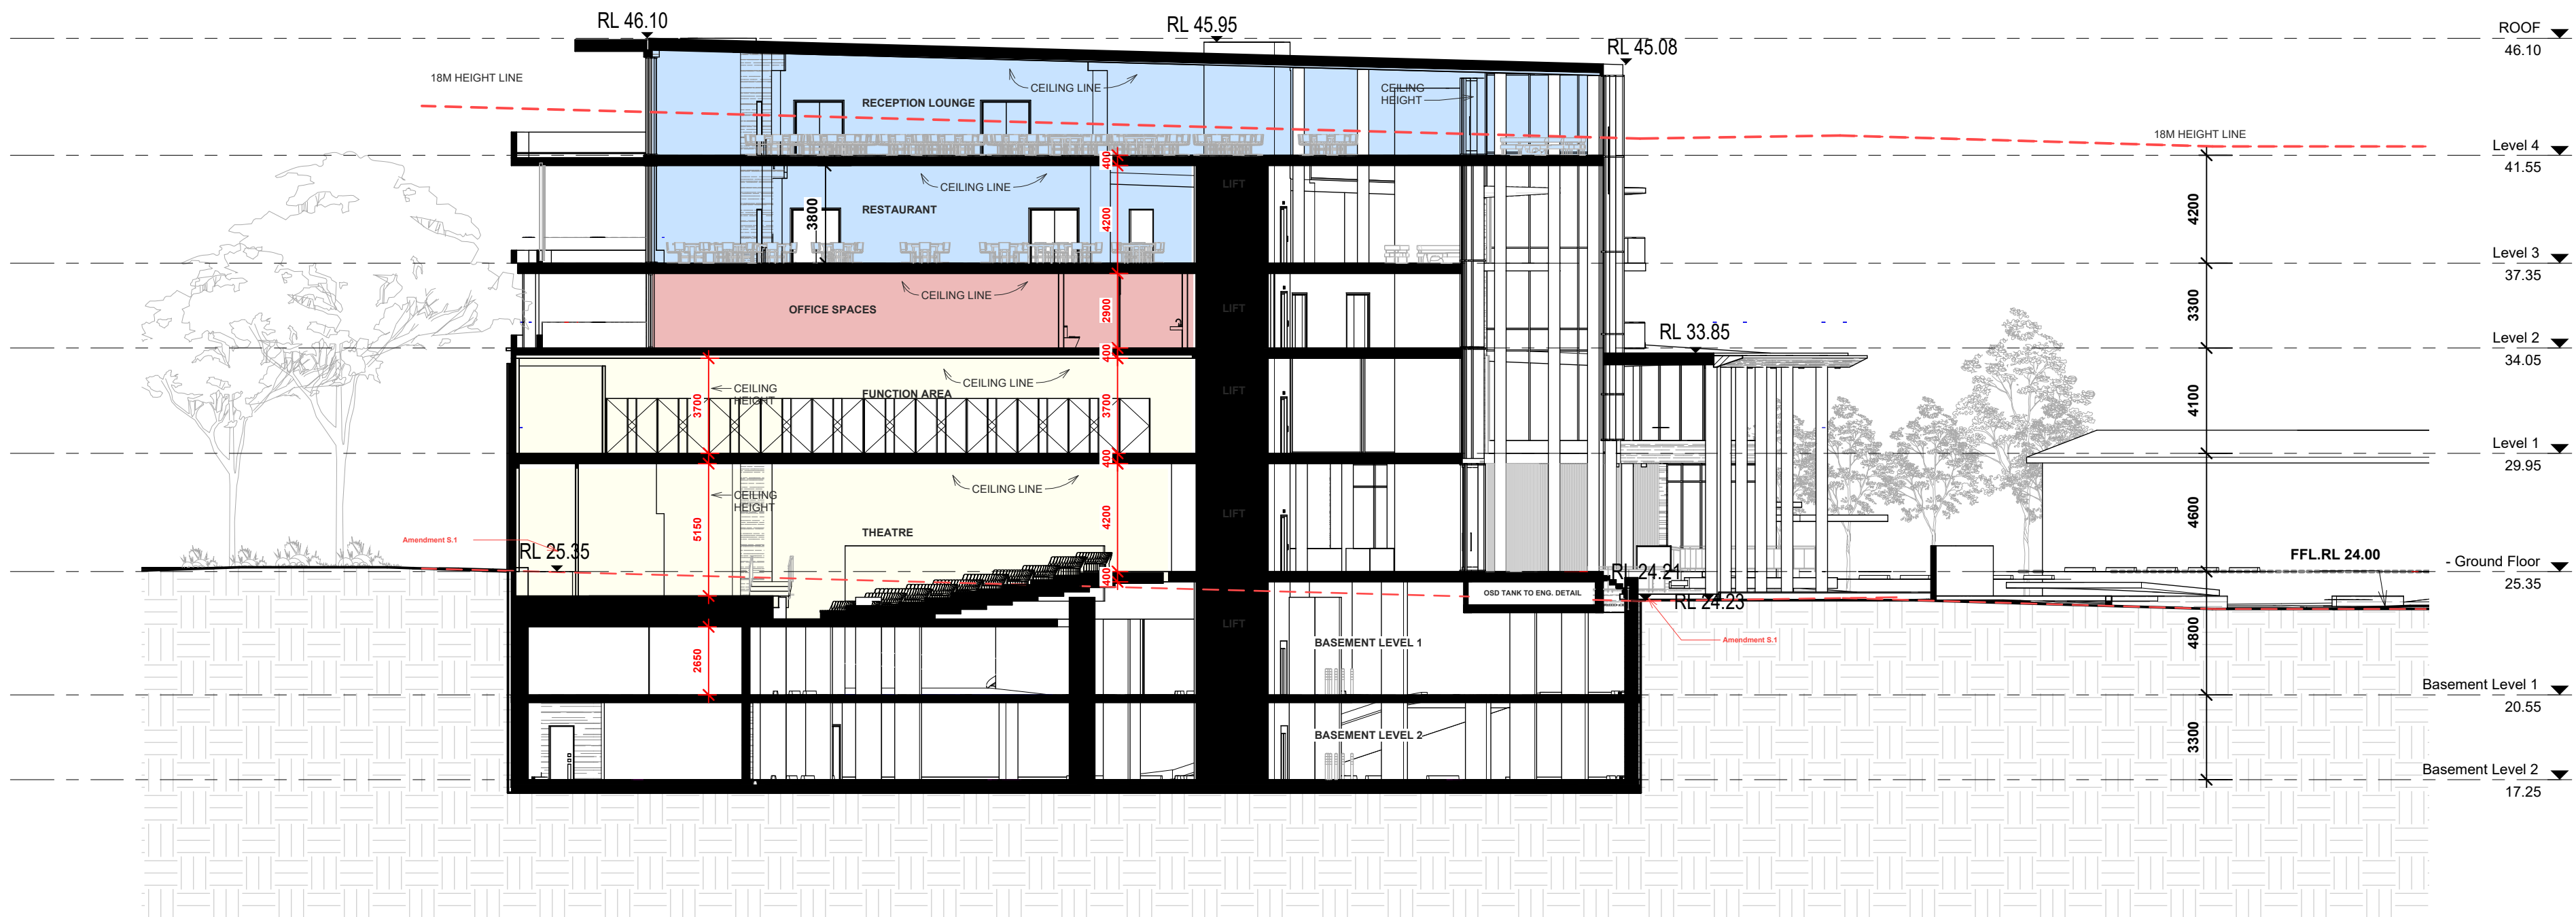 RL 46.10
RL 45.95
RL 45.08
ROOF
46.10
18M HEIGHT LINE
CEILING LINE
CEILING
HEIGHT
RECEPTION LOUNGE
18M HEIGHT LINE
Level 4
41.55
400
CEILING LINE
LIFT
RESTAURANT
3800
4200
4200
Level 3
37.35
CEILING LINE
OFFICE SPACES
2900
LIFT
3300
RL 33.85
Level 2
34.05
400
CEILING LINE
CEILING
HEIGHT
FUNCTION AREA
LIFT
3700
3700
4100
Level 1
29.95
400
CEILING LINE
CEILING
HEIGHT
LIFT
5150
4200
4600
THEATRE
Amendment S.1
RL 25.35
FFL.RL 24.00
- Ground Floor
25.35
400
RL 24.21
OSD TANK TO ENG. DETAIL
RL 24.23
LIFT
4800
BASEMENT LEVEL 1
Amendment S.1
2650
Basement Level 1
20.55
BASEMENT LEVEL 2
3300
Basement Level 2
17.25